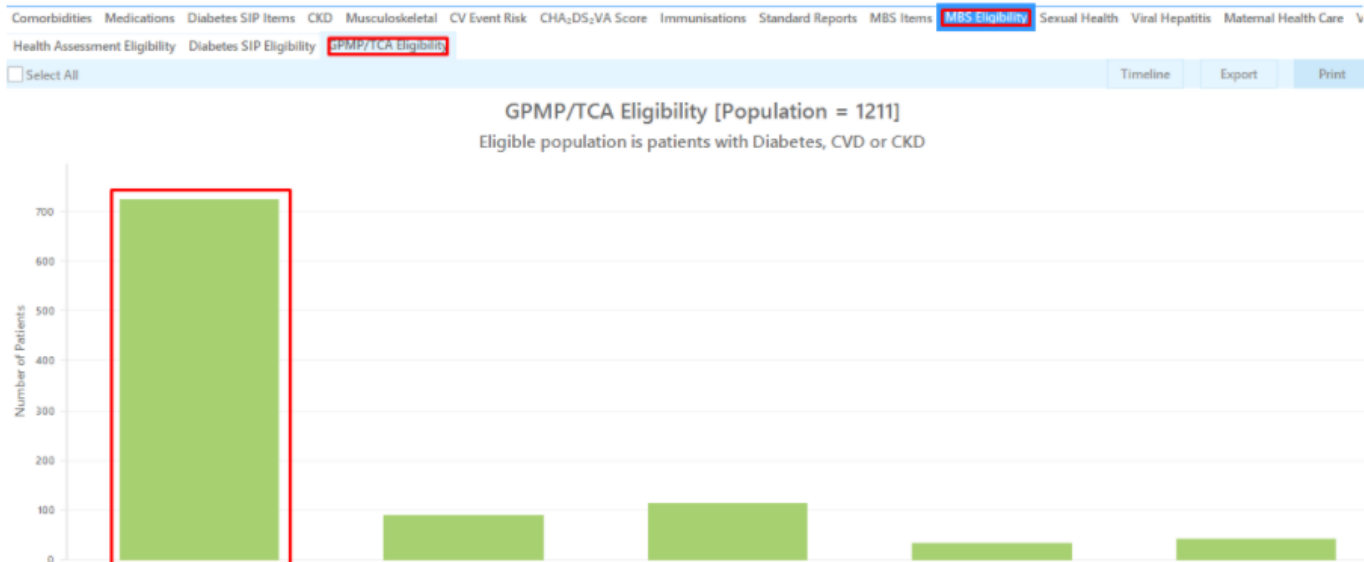 Comorbidities Medications Diabetes SIP Items CKD Musculoskeletal CV Event Risk CHA₂DS₂VA Score Immunisations Standard Reports MBS Items MBS Eligibility Sexual Health Viral Hepatitis Maternal Health Care
Health Assessment Eligibility Diabetes SIP Eligibility GPMP/TCA Eligibility
Select All Timeline Export Print
GPMP/TCA Eligibility [Population = 1211]
Eligible population is patients with Diabetes, CVD or CKD
Number of Patients
700
600
500
400
300
200
100
0